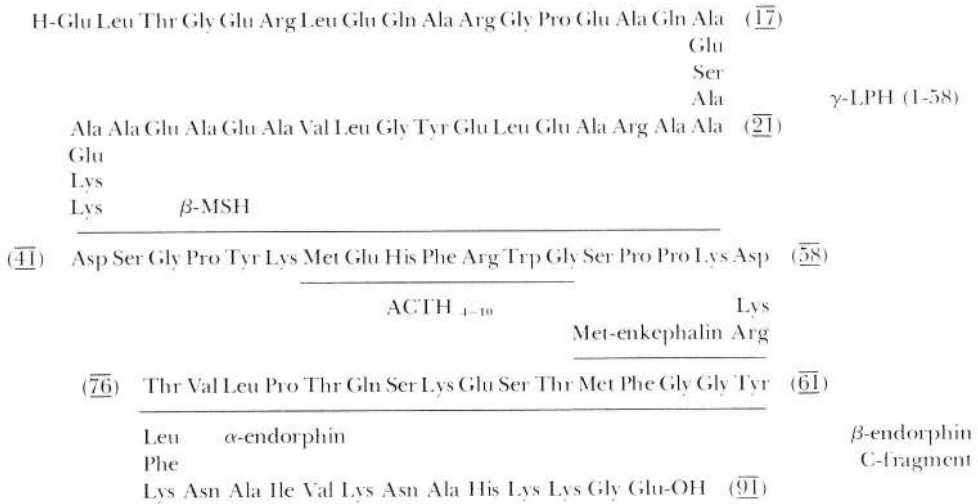 H-Glu Leu Thr Gly Glu Arg Leu Glu Gln Ala Arg Gly Pro Glu Ala Gln Ala (17)
Glu
Ser
Ala γ-LPH (1-58)
Ala Ala Glu Ala Glu Ala Val Leu Gly Tyr Glu Leu Glu Ala Arg Ala Ala (21)
Glu
Lys
Lys β-MSH
(41) Asp Ser Gly Pro Tyr Lys Met Glu His Phe Arg Trp Gly Ser Pro Pro Lys Asp (58)
ACTH 4–10 Lys
Met-enkephalin Arg
(76) Thr Val Leu Pro Thr Gln Ser Lys Glu Ser Thr Met Phe Gly Gly Tyr (61)
Leu α-endorphin β-endorphin
Phe C-fragment
Lys Asn Ala Ile Val Lys Asn Ala His Lys Lys Gly Glu-OH (91)